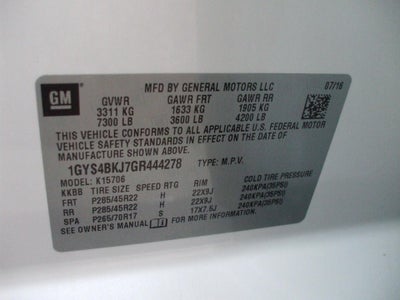 GM
MFD BY GENERAL MOTORS LLC 07/16
GVWR GAWR FRT GAWR RR
3311 KG 1633 KG 1905 KG
7300 LB 3600 LB 4200 LB
THIS VEHICLE CONFORMS TO ALL APPLICABLE U.S. FEDERAL MOTOR
VEHICLE SAFETY STANDARDS IN EFFECT ON THE DATE OF
MANUFACTURE SHOWN ABOVE.
1GYS4BKJ7GR444278 TYPE: M.P.V.
MODEL: K15706
KKBB TIRE SIZE SPEED RTG RIM COLD TIRE PRESSURE
FRT P285/45R22 H 22X9J 240KPA(35PSI)
RR P285/45R22 H 22X9J 240KPA(35PSI)
SPA P265/70R17 S 17X7.5J 240KPA(35PSI)
SEE OWNER'S MANUAL FOR MORE INFORMATION.